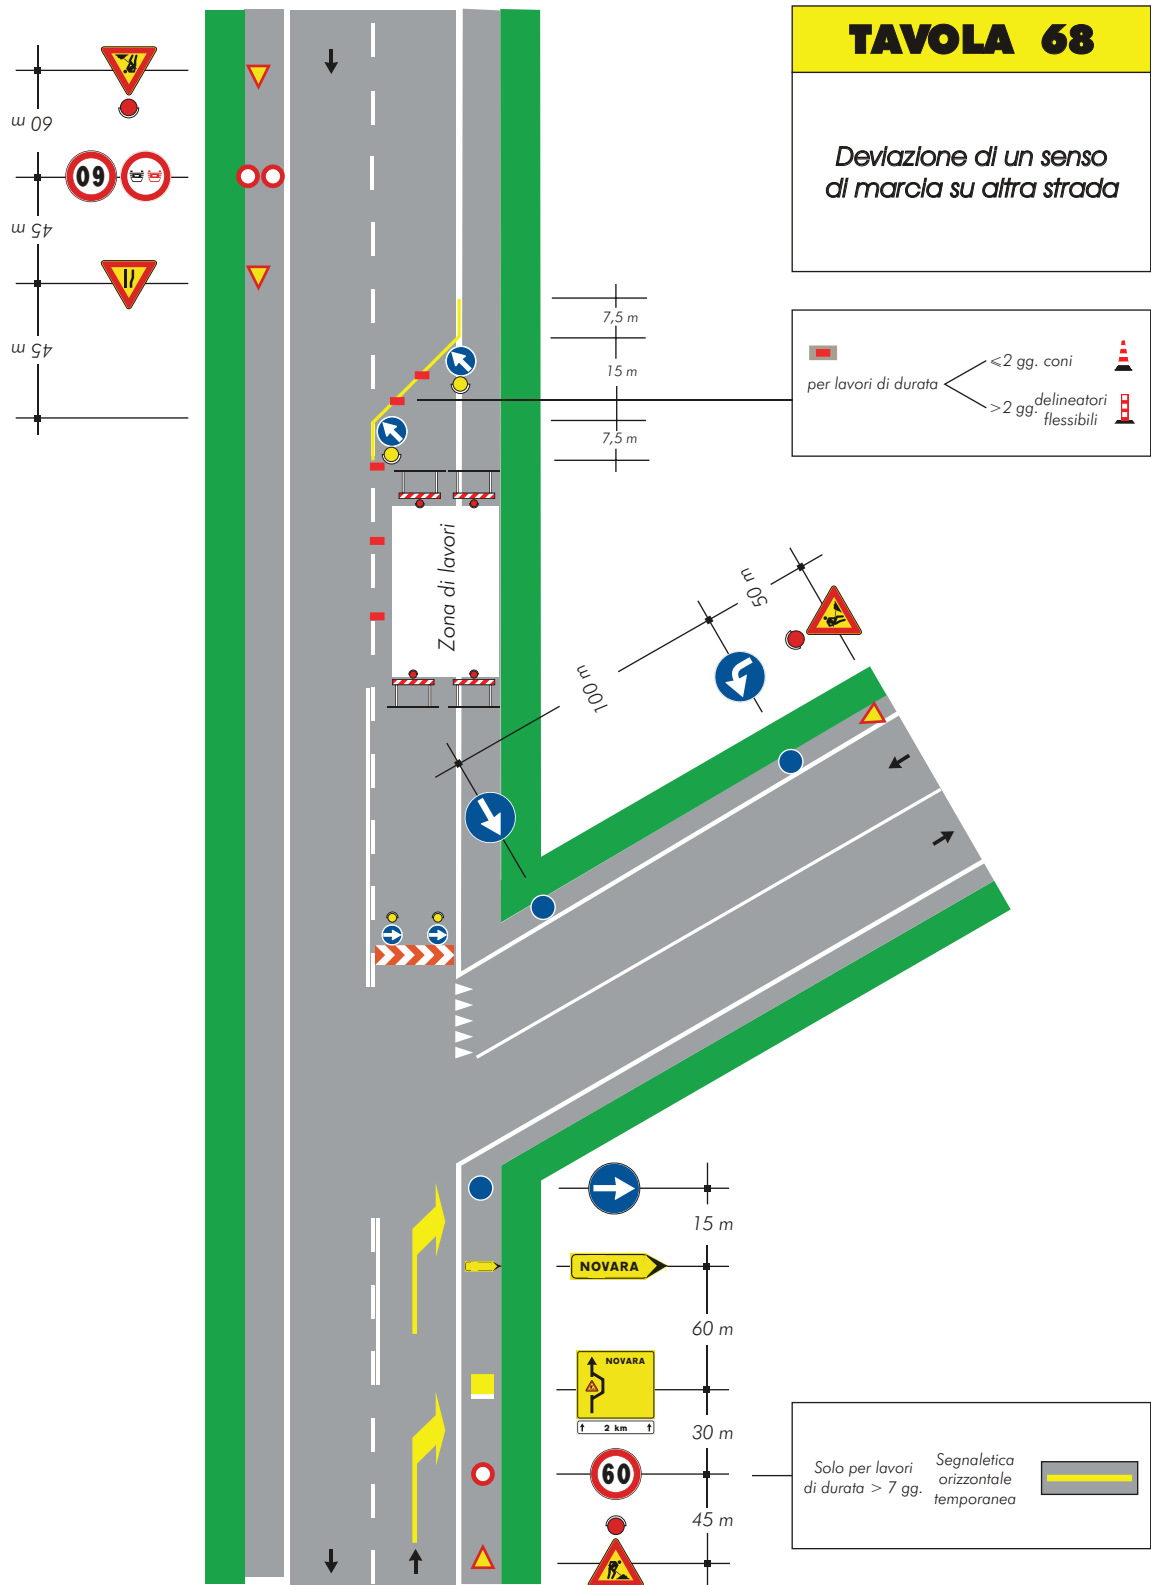 TAVOLA 68
Deviazione di un senso
di marcia su altra strada
60 m
60
45 m
45 m
7,5 m
15 m
7,5 m
per lavori di durata
≤2 gg. coni
>2 gg. delineatori
flessibili
Zona di lavori
50 m
100 m
15 m
NOVARA
60 m
NOVARA
2 km
30 m
60
45 m
Solo per lavori
di durata > 7 gg.
Segnaletica
orizzontale
temporanea